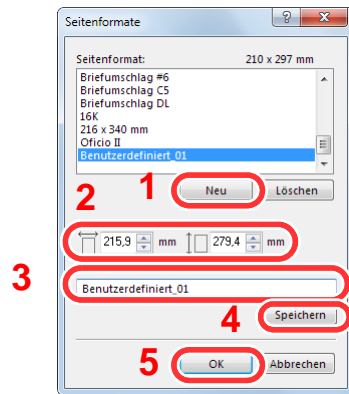 Seitenformate
Seitenformat: 210 x 297 mm
Briefumschlag #6
Briefumschlag C5
Briefumschlag DL
16K
216 x 340 mm
Oficio II
Benutzerdefiniert_01
1 Neu Löschen
2
215,9 mm 279,4 mm
3
Benutzerdefiniert_01
4 Speichern
5 OK Abbrechen